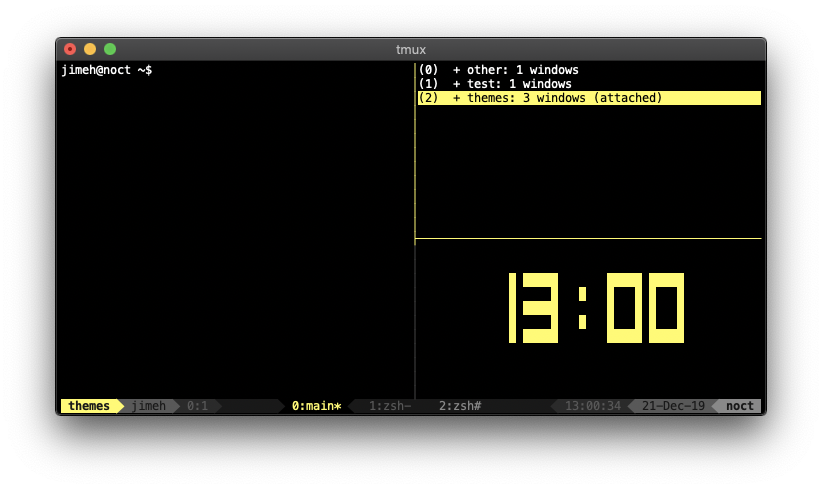 tmux
jimeh@noct ~$
(0)  + other: 1 windows
(1)  + test: 1 windows
(2)  + themes: 3 windows (attached)
13:00
themes jimeh 0:1 0:main* 1:zsh- 2:zsh# 13:00:34 21-Dec-19 noct